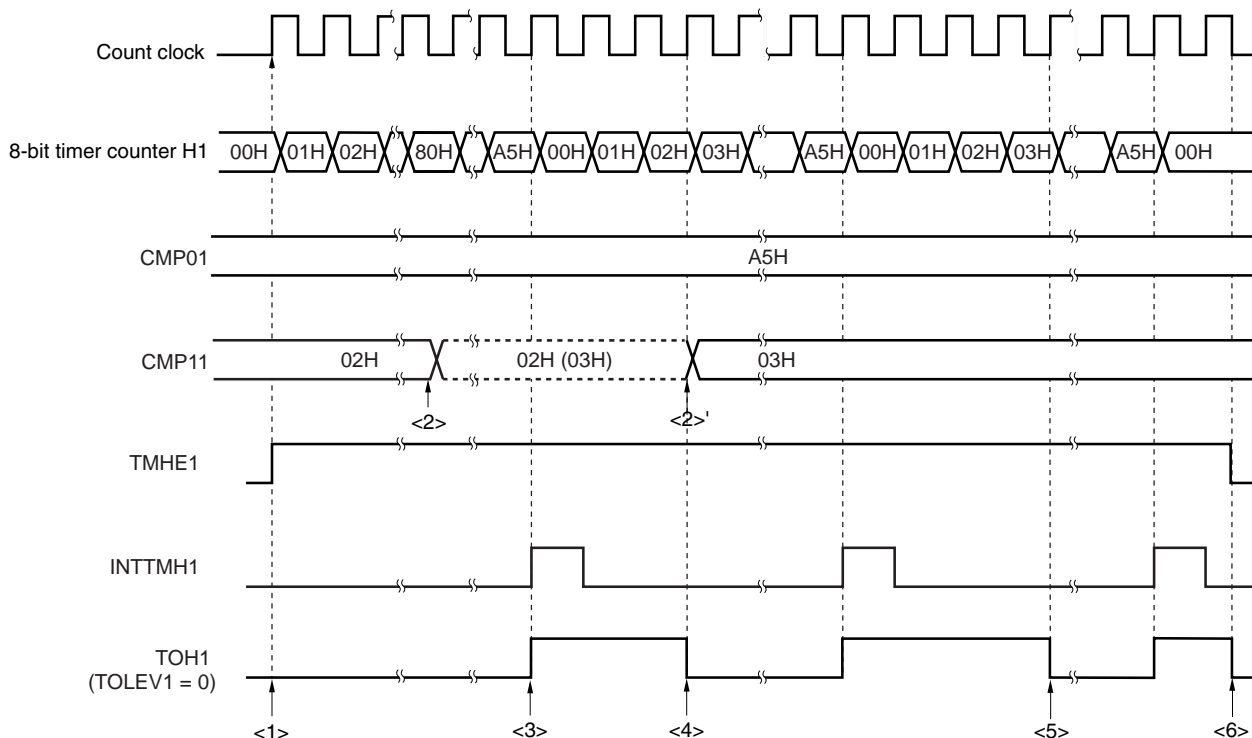 Count clock
8-bit timer counter H1 00H 01H 02H 80H A5H 00H 01H 02H 03H A5H 00H 01H 02H 03H A5H 00H
CMP01 A5H
CMP11 02H 02H (03H) 03H
<2> <2>'
TMHE1
INTTMH1
TOH1
(TOLEV1 = 0)
<1> <3> <4> <5> <6>